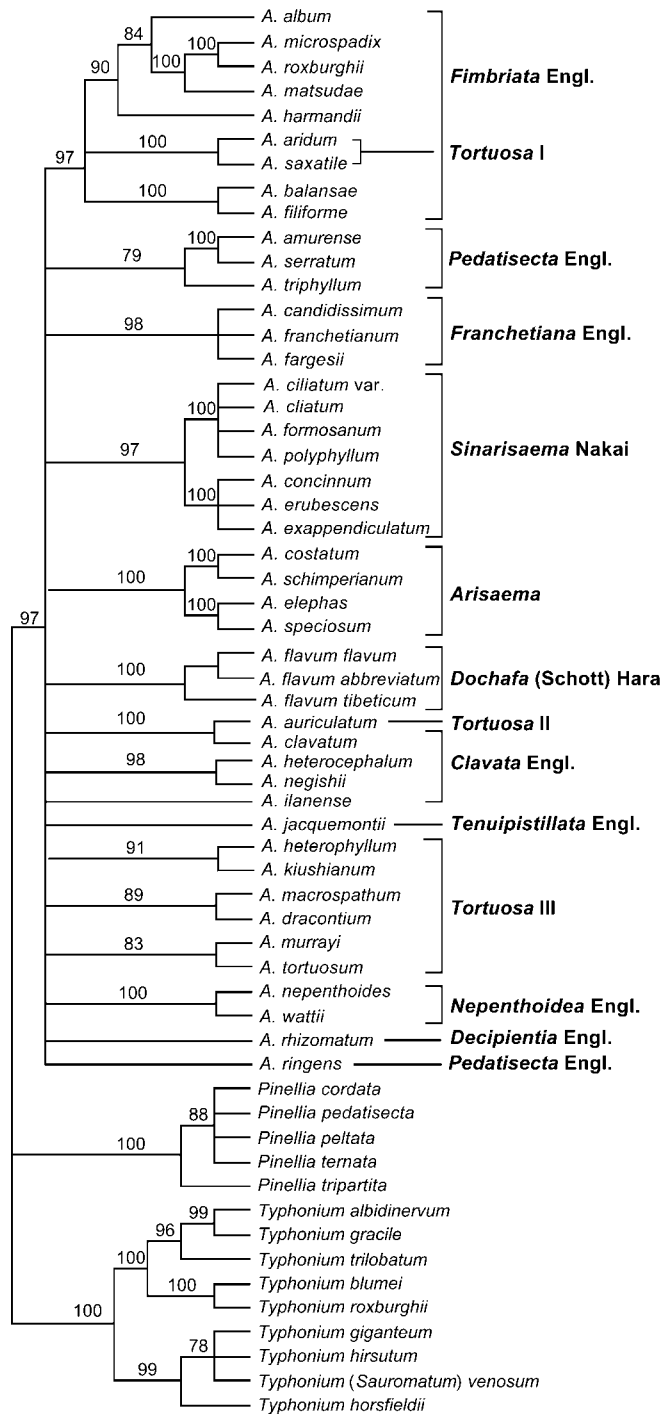 A. album
84
A. microspadix
100
Fimbriata Engl.
A. roxburghii
100
90
A. matsudae
A. harmandii
A. aridum
100
Tortuosa I
A. saxatile
97
A. balansae
100
A. filiforme
A. amurense
100
A. serratum
Pedatisecta Engl.
79
A. triphyllum
A. candidissimum
98
A. franchetianum
Franchetiana Engl.
A. fargesii
A. ciliatum var.
100
A. cliatum
A. formosanum
97
A. polyphyllum
Sinarisaema Nakai
A. concinnum
100
A. erubescens
A. exappendiculatum
A. costatum
100
A. schimperianum
100
Arisaema
A. elephas
100
A. speciosum
97
A. flavum flavum
100
A. flavum abbreviatum
Dochafa (Schott) Hara
A. flavum tibeticum
100
A. auriculatum
Tortuosa II
A. clavatum
98
A. heterocephalum
Clavata Engl.
A. negishii
A. ilanense
A. jacquemontii
Tenuipistillata Engl.
91
A. heterophyllum
A. kiushianum
89
A. macrospathum
Tortuosa III
A. dracontium
83
A. murrayi
A. tortuosum
100
A. nepenthoides
Nepenthoidea Engl.
A. wattii
A. rhizomatum
Decipientia Engl.
A. ringens
Pedatisecta Engl.
Pinellia cordata
88
Pinellia pedatisecta
100
Pinellia peltata
Pinellia ternata
Pinellia tripartita
99
Typhonium albidinervum
96
Typhonium gracile
100
Typhonium trilobatum
100
Typhonium blumei
Typhonium roxburghii
100
Typhonium giganteum
78
Typhonium hirsutum
99
Typhonium (Sauromatum) venosum
Typhonium horsfieldii